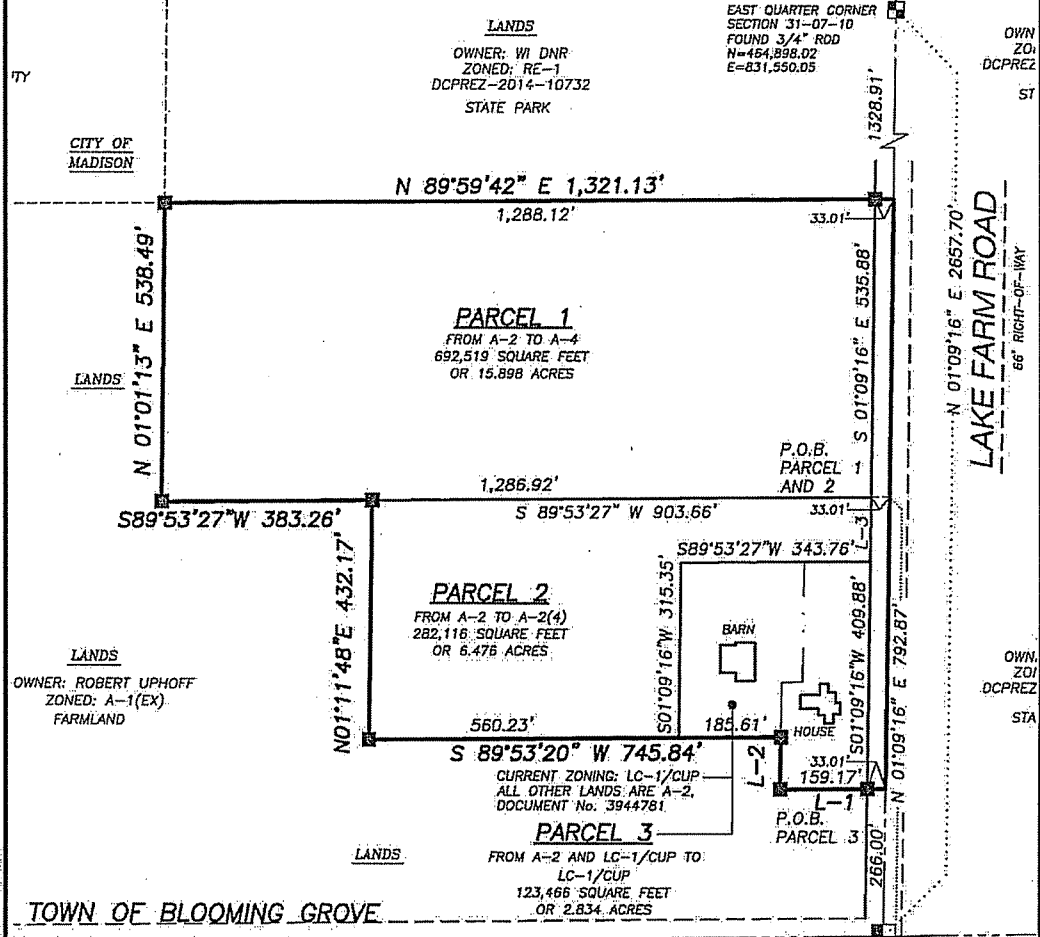 EAST QUARTER CORNER
SECTION 31-07-10
FOUND 3/4" ROD
N=464,898.02
E=831,550.05
LANDS
OWNER: WI DNR
ZONED: RE-1
DCPREZ-2014-10732
STATE PARK
OWN
ZO
DCPREZ
ST
TY
CITY OF
MADISON
1328.91'
N 89°59'42" E 1,321.13'
1,288.12'
33.01'
N 01°01'13" E 538.49'
S 01°09'16" E 535.88'
N 01°09'16" E 2657.70'
LAKE FARM ROAD
66' RIGHT-OF-WAY
PARCEL 1
FROM A-2 TO A-4
692,519 SQUARE FEET
OR 15.898 ACRES
LANDS
P.O.B.
PARCEL 1
AND 2
1,286.92'
S89°53'27"W 383.26'
S 89°53'27" W 903.66'
33.01'
L-3
S89°53'27"W 343.76'
N01°11'48"E 432.17'
S01°09'16"W 315.35'
S01°09'16"W 409.88'
N 01°09'16" E 792.87'
PARCEL 2
FROM A-2 TO A-2(4)
282,116 SQUARE FEET
OR 6.476 ACRES
BARN
HOUSE
LANDS
OWNER: ROBERT UPHOFF
ZONED: A-1(EX)
FARMLAND
OWN
ZO
DCPREZ
STA
560.23'
185.61'
S 89°53'20" W 745.84'
L-2
33.01'
159.17'
L-1
CURRENT ZONING: LC-1/CUP
ALL OTHER LANDS ARE A-2,
DOCUMENT No. 3944781
P.O.B.
PARCEL 3
PARCEL 3
FROM A-2 AND LC-1/CUP TO
LC-1/CUP
123,466 SQUARE FEET
OR 2.834 ACRES
LANDS
266.00'
TOWN OF BLOOMING GROVE